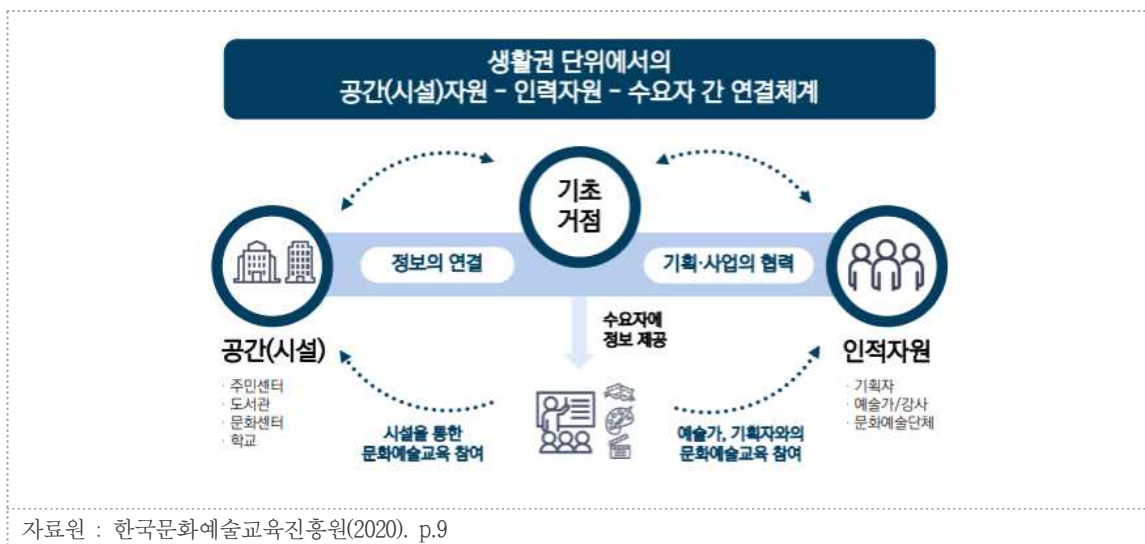 생활권 단위에서의
공간(시설)자원 - 인력자원 - 수요자 간 연결체계
기초
거점
정보의 연결
기획·사업의 협력
수요자에
정보 제공
공간(시설)
· 주민센터
· 도서관
· 문화센터
· 학교
인적자원
· 기획자
· 예술가/강사
· 문화예술단체
시설을 통한
문화예술교육 참여
예술가, 기획자와의
문화예술교육 참여
자료원 : 한국문화예술교육진흥원(2020). p.9